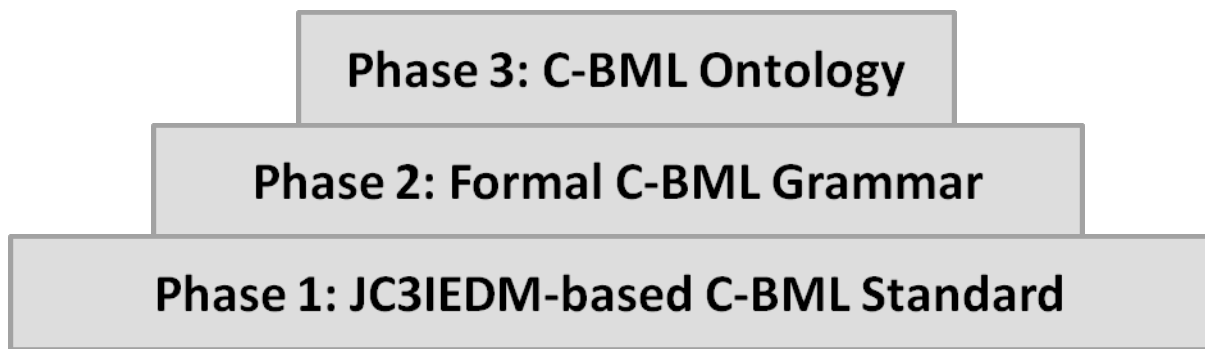 Phase 3: C-BML Ontology
Phase 2: Formal C-BML Grammar
Phase 1: JC3IEDM-based C-BML Standard